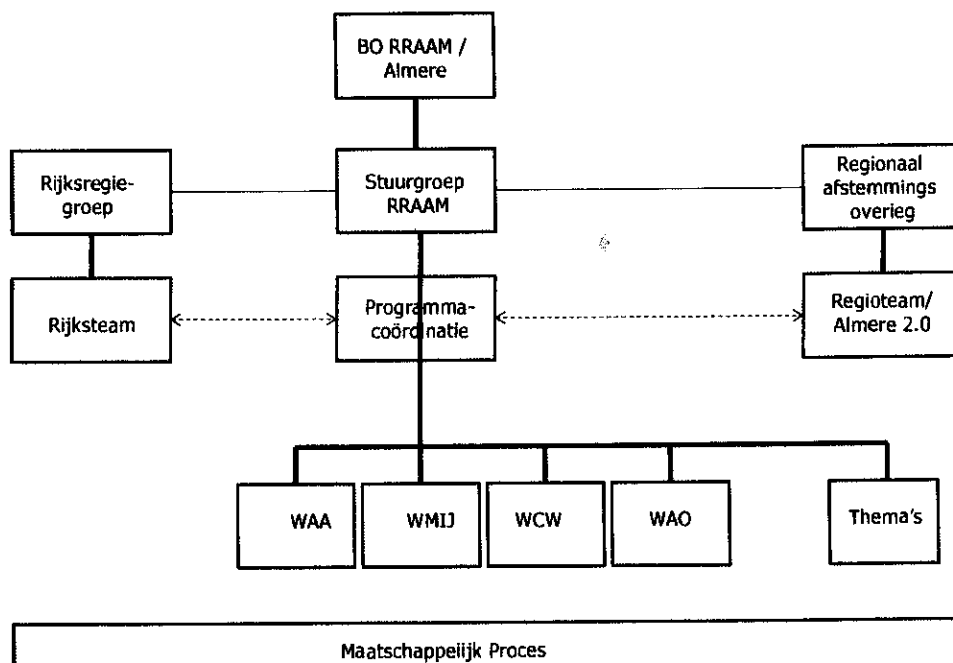 BO RRAAM /
Almere
Rijksregie-
groep
Stuurgroep
RRAAM
Regionaal
afstemmings
overleg
Rijksteam
Programma-
coördinatie
Regioteam/
Almere 2.0
WAA
WMIJ
WCW
WAO
Thema's
Maatschappelijk Proces